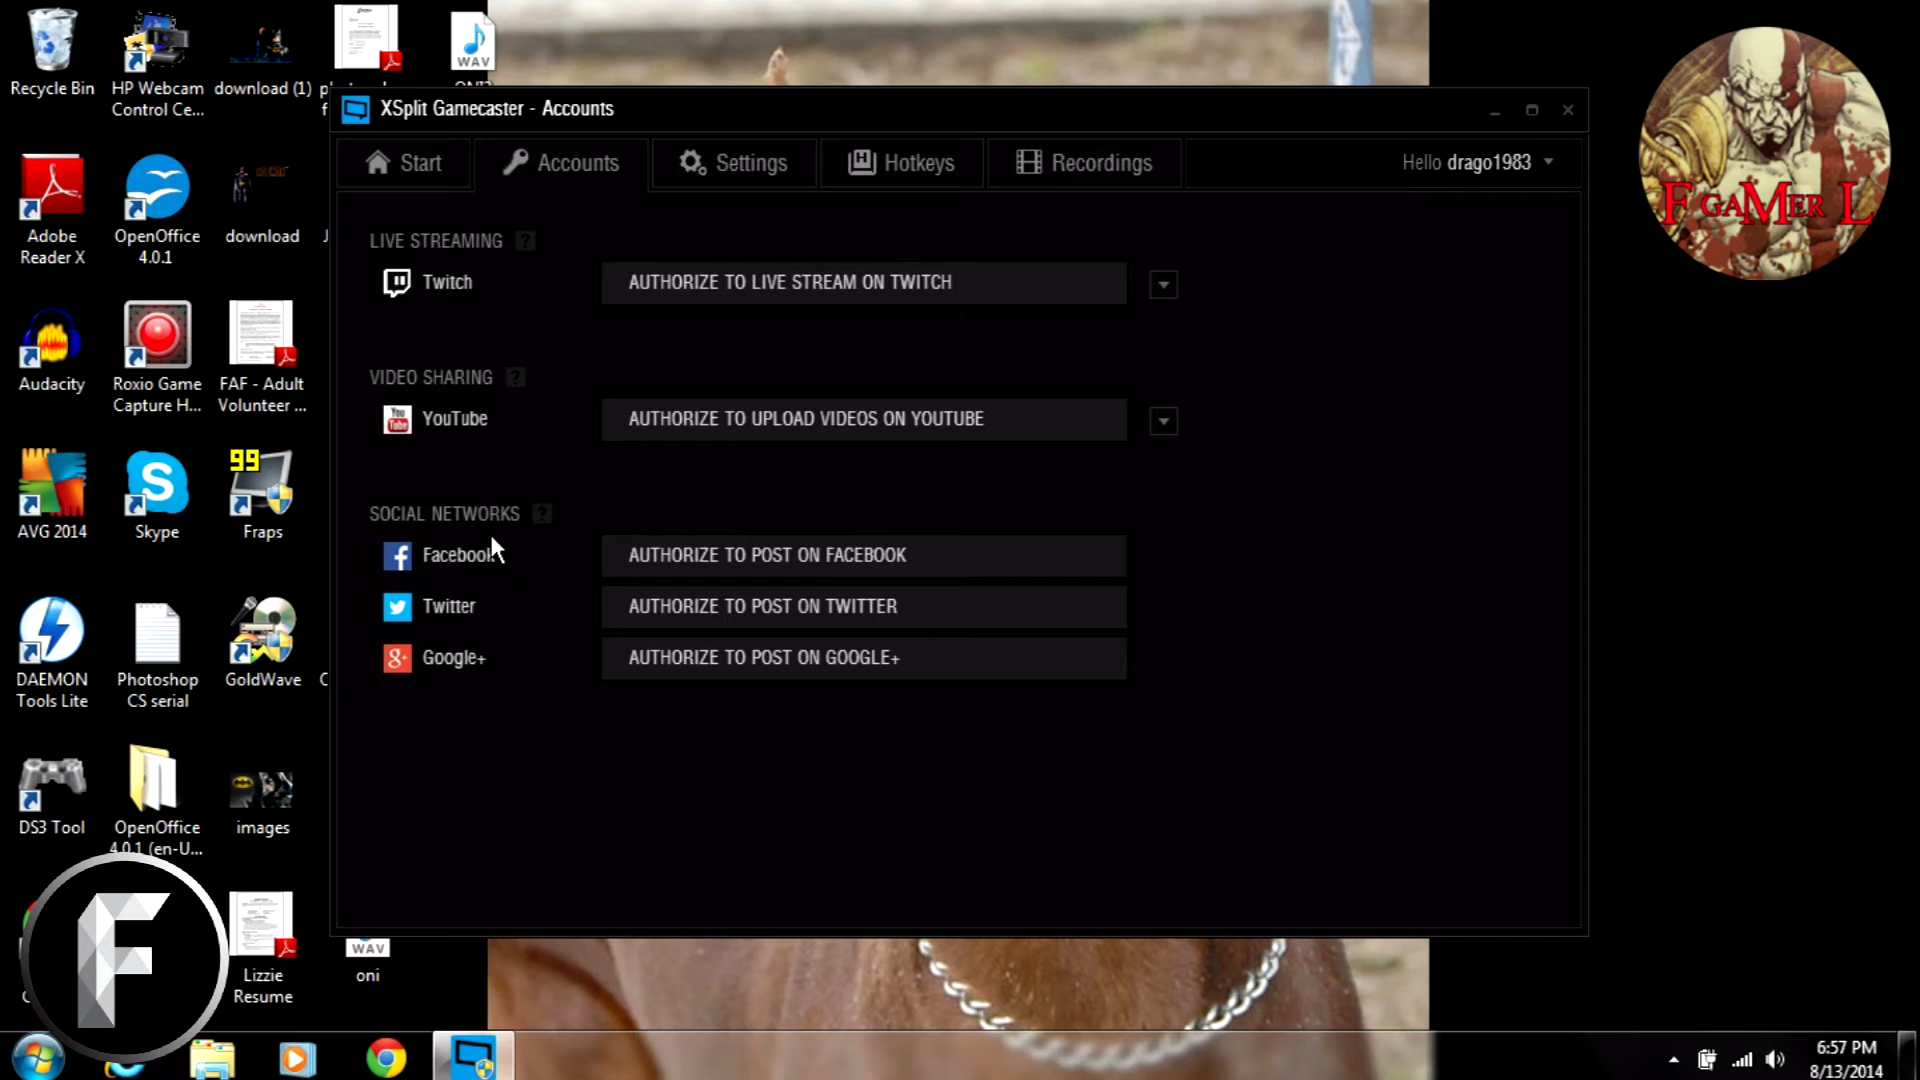 XSplit Gamecaster - Accounts
Start
Accounts
Settings
Hotkeys
Recordings
Hello drago1983
LIVE STREAMING ?
Twitch
AUTHORIZE TO LIVE STREAM ON TWITCH
VIDEO SHARING ?
YouTube
AUTHORIZE TO UPLOAD VIDEOS ON YOUTUBE
SOCIAL NETWORKS ?
Facebook
AUTHORIZE TO POST ON FACEBOOK
Twitter
AUTHORIZE TO POST ON TWITTER
Google+
AUTHORIZE TO POST ON GOOGLE+
Recycle Bin
HP Webcam
Control Ce...
download (1)
WAV
Adobe
Reader X
OpenOffice
4.0.1
download
Audacity
Roxio Game
Capture H...
FAF - Adult
Volunteer ...
AVG 2014
Skype
99
Fraps
DAEMON
Tools Lite
Photoshop
CS serial
GoldWave
DS3 Tool
OpenOffice
4.0.1 (en-U...
images
F
Lizzie
Resume
WAV
oni
F GAMER L
6:57 PM
8/13/2014